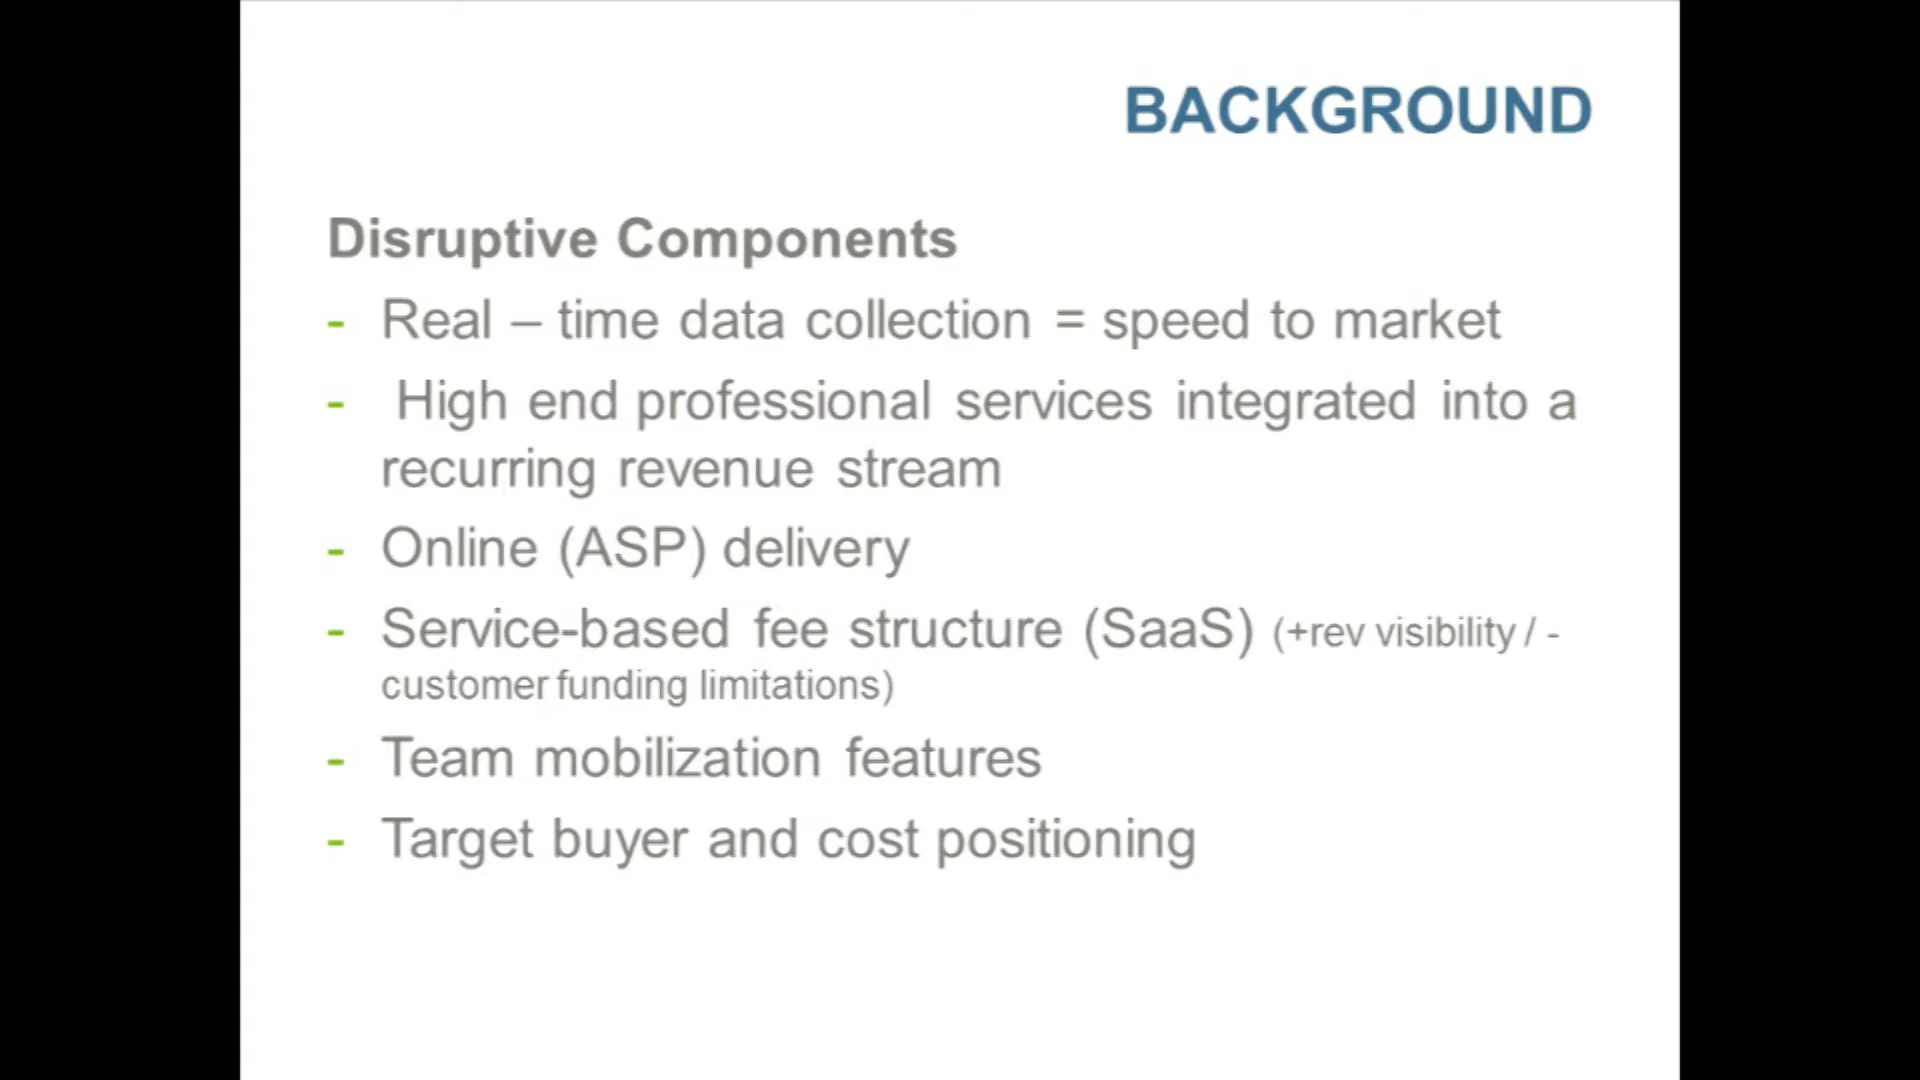 BACKGROUND
Disruptive Components
- Real – time data collection = speed to market
- High end professional services integrated into a
recurring revenue stream
- Online (ASP) delivery
- Service-based fee structure (SaaS) (+rev visibility / -
customer funding limitations)
- Team mobilization features
- Target buyer and cost positioning